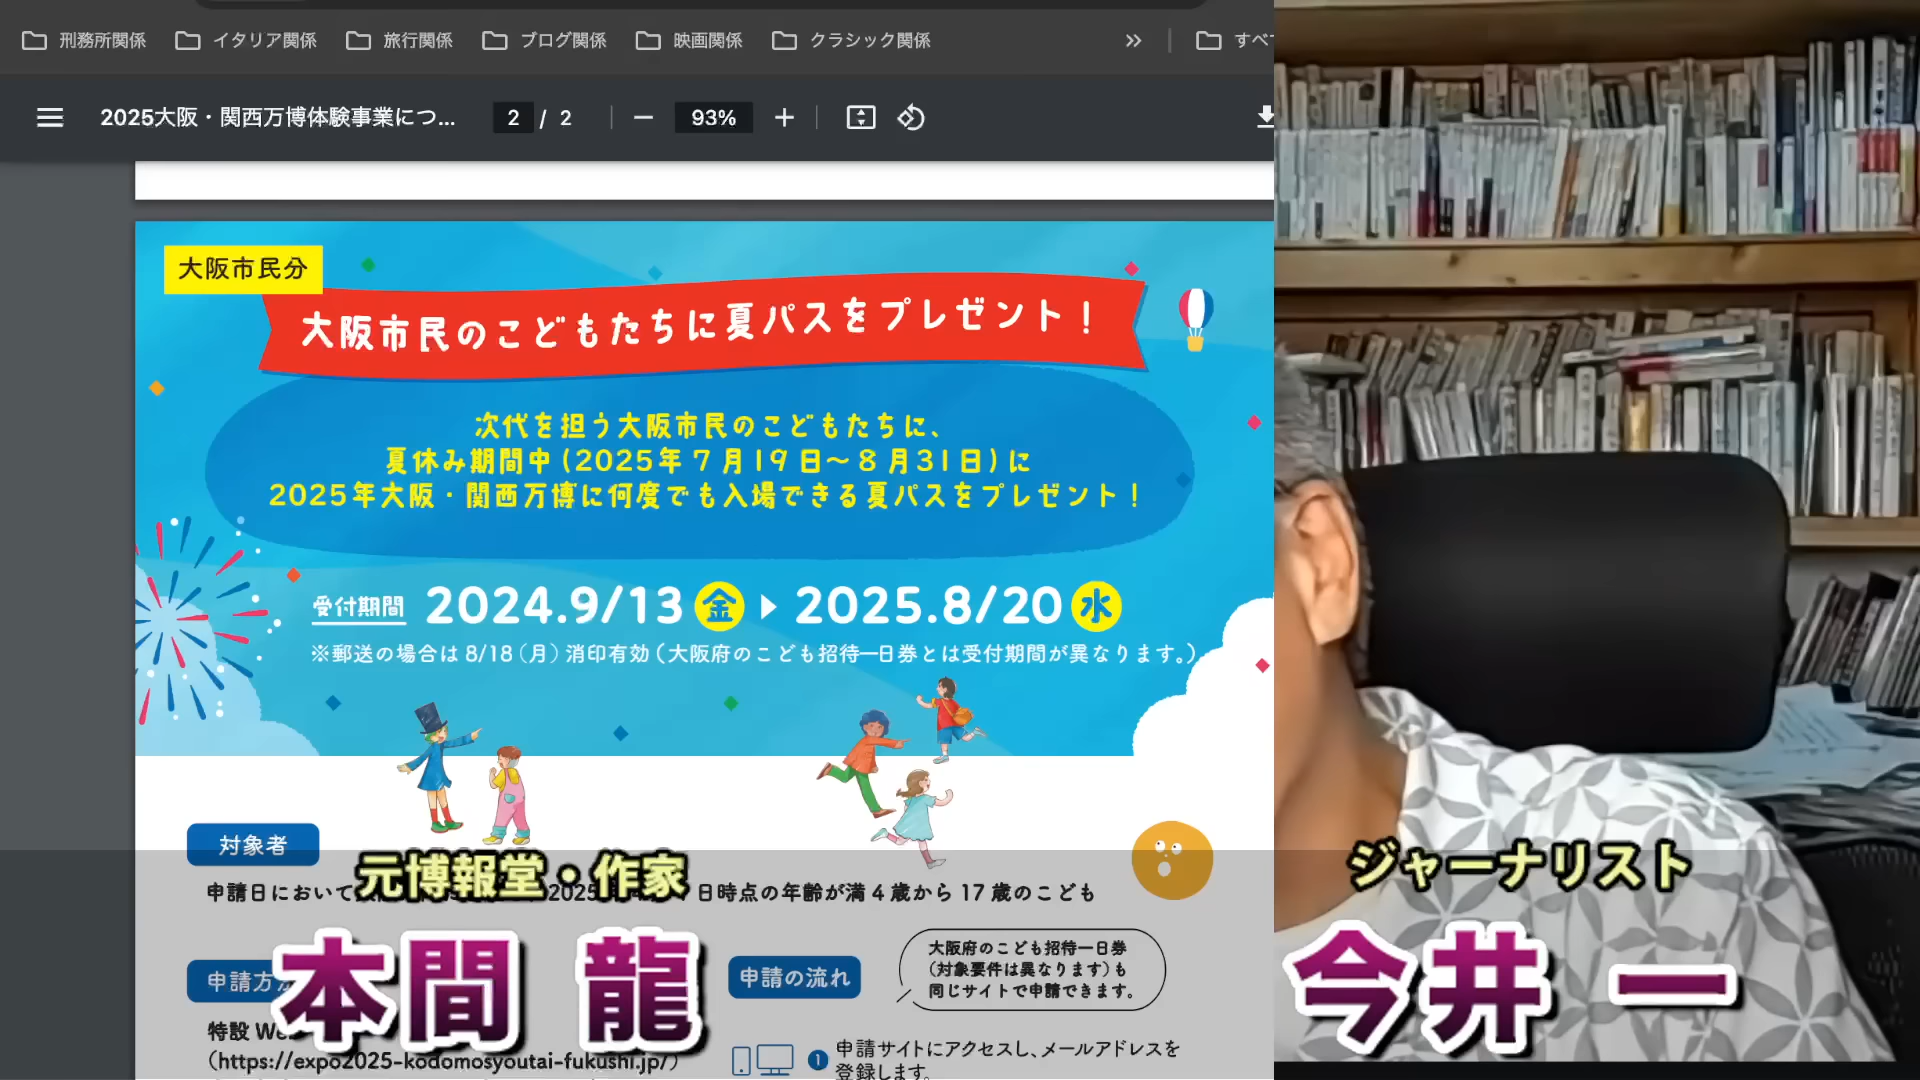 刑務所関係
イタリア関係
旅行関係
ブログ関係
映画関係
クラシック関係
»
すべ
2025大阪・関西万博体験事業につ...
2 / 2
93%
大阪市民分
大阪市民のこどもたちに夏パスをプレゼント！
次代を担う大阪市民のこどもたちに、
夏休み期間中(2025年7月19日～8月31日)に
2025年大阪・関西万博に何度でも入場できる夏パスをプレゼント！
受付期間 2024.9/13 金 ▶ 2025.8/20 水
※郵送の場合は 8/18（月）消印有効（大阪府のこども招待一日券とは受付期間が異なります。）
対象者
申請日において
2025
日時点の年齢が満 4 歳から 17 歳のこども
元博報堂・作家
本間 龍
ジャーナリスト
今井 一
申請方
特設 We
（https://expo2025-kodomosyoutai-fukushi.jp/）
申請の流れ
大阪府のこども招待一日券
（対象要件は異なります）も
同じサイトで申請できます。
1 申請サイトにアクセスし、メールアドレスを
登録します。